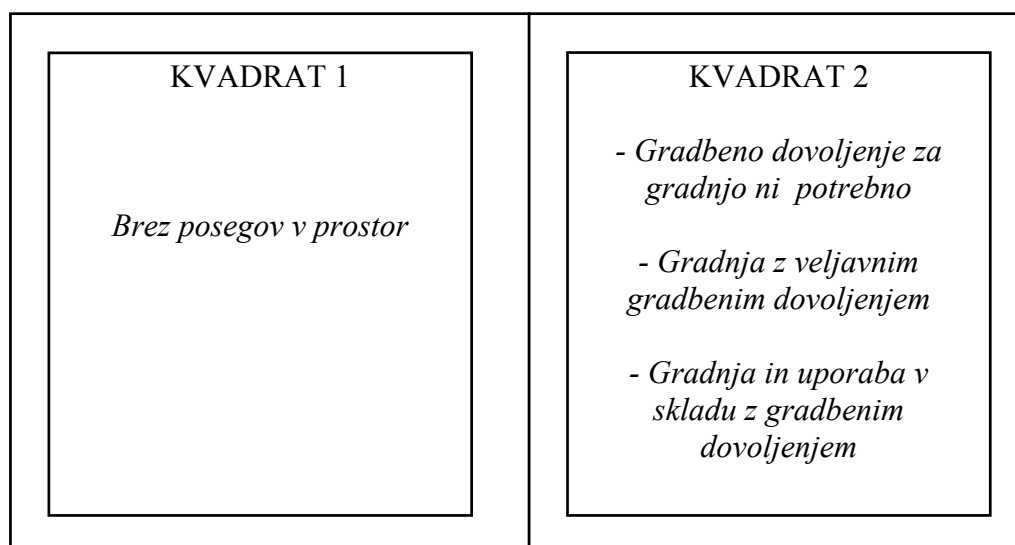 KVADRAT 1
Brez posegov v prostor
KVADRAT 2
- Gradbeno dovoljenje za
gradnjo ni potrebno
- Gradnja z veljavnim
gradbenim dovoljenjem
- Gradnja in uporaba v
skladu z gradbenim
dovoljenjem